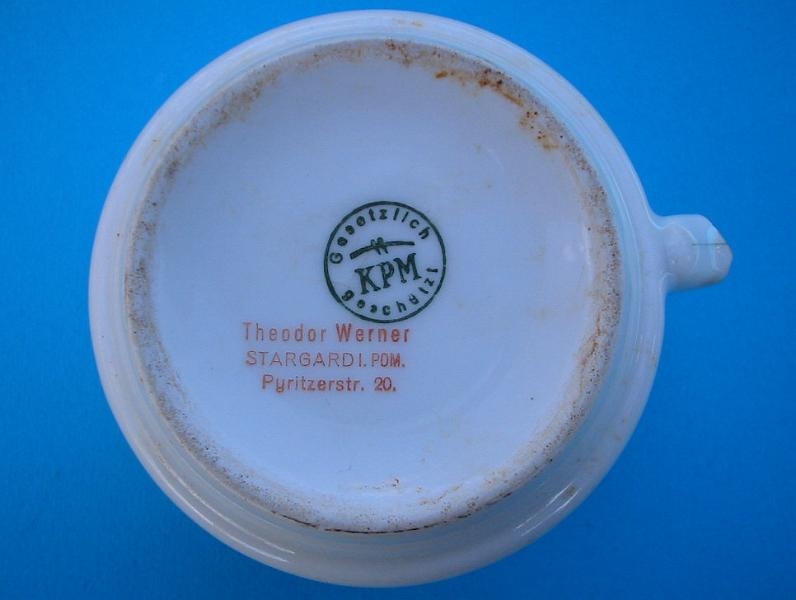 Gesetzlich
KPM
geschützt
Theodor Werner
STARGARD I. POM.
Pyritzerstr. 20.